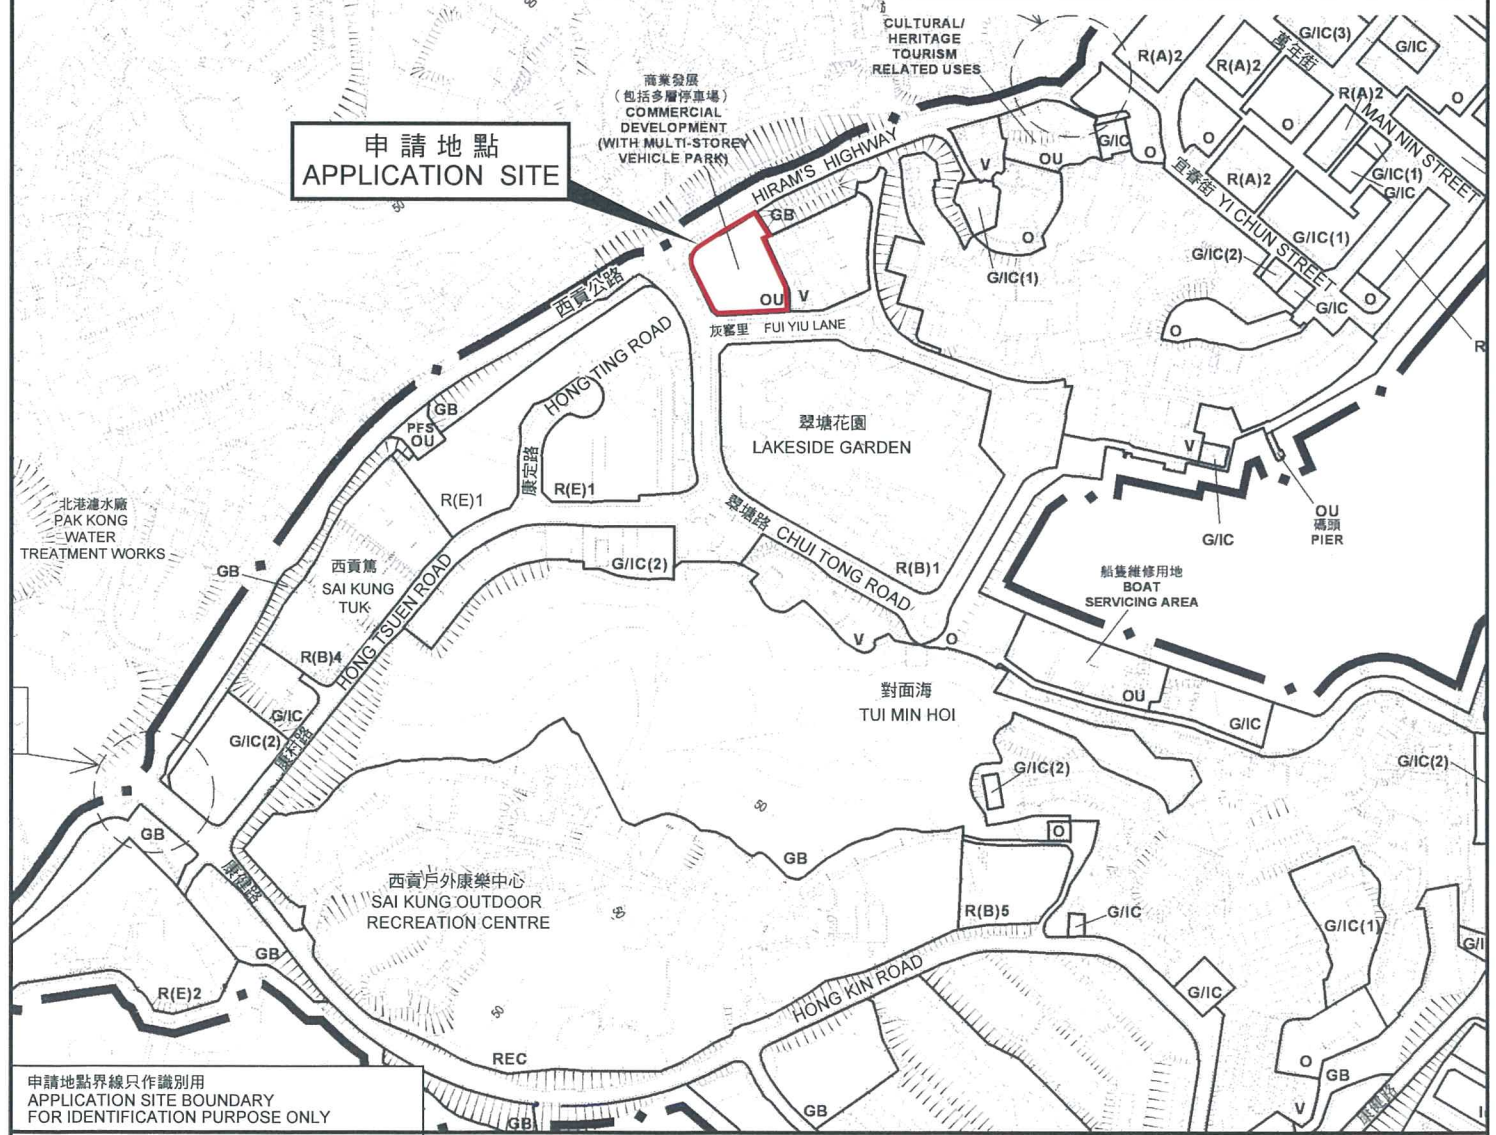 CULTURAL/
HERITAGE
TOURISM
RELATED USES
R(A)2
G/IC(3)
萬年街
G/IC
R(A)2
R(A)2
O
商業發展
(包括多層停車場)
COMMERCIAL
DEVELOPMENT
(WITH MULTI-STOREY
VEHICLE PARK)
申請地點
APPLICATION SITE
HIRAM'S HIGHWAY
V
OU
G/IC
O
O
O
MAN NIN STREET
G/IC(1)
G/IC
R(A)2
宜春街 YI CHUN STREET
50
GB
O
G/IC(1)
G/IC(1)
G/IC(2)
G/IC
O
O
R
西貢公路
OU
V
灰窰里 FUI YIU LANE
HONG TING ROAD
GB
PFS
OU
翠塘花園
LAKESIDE GARDEN
康定路
R(E)1
R(E)1
V
G/IC
OU
碼頭
PIER
北港濾水廠
PAK KONG
WATER
TREATMENT WORKS
GB
西貢篤
SAI KUNG
TUK
G/IC(2)
翠塘路 CHUI TONG ROAD
R(B)1
船隻維修用地
BOAT
SERVICING AREA
HONG TSUEN ROAD
康村路
R(B)4
V
O
對面海
TUI MIN HOI
OU
G/IC
G/IC
G/IC(2)
G/IC(2)
G/IC(2)
50
O
GB
GB
康健路
西貢戶外康樂中心
SAI KUNG OUTDOOR
RECREATION CENTRE
50
R(B)5
G/IC
G/IC(1)
G/I
GB
R(E)2
HONG KIN ROAD
G/IC
50
REC
O
GB
GB
GB
V
康健路
申請地點界線只作識別用
APPLICATION SITE BOUNDARY
FOR IDENTIFICATION PURPOSE ONLY